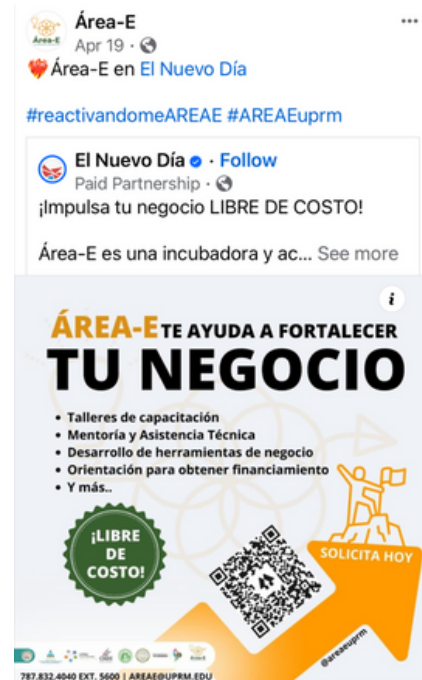 Área-E
Apr 19 ·
Área-E en El Nuevo Día
#reactivandomeAREAE #AREAEuprm
El Nuevo Día · Follow
Paid Partnership ·
¡Impulsa tu negocio LIBRE DE COSTO!
Área-E es una incubadora y ac... See more
ÁREA-E TE AYUDA A FORTALECER
TU NEGOCIO
• Talleres de capacitación
• Mentoría y Asistencia Técnica
• Desarrollo de herramientas de negocio
• Orientación para obtener financiamiento
• Y más..
¡LIBRE
DE
COSTO!
SOLICITA HOY
@areaeuprm
787.832.4040 EXT. 5600 | AREAE@UPRM.EDU